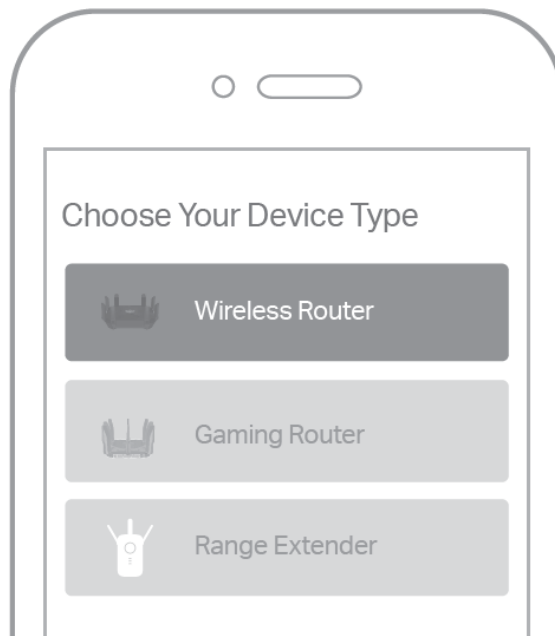 Choose Your Device Type
Wireless Router
Gaming Router
Range Extender